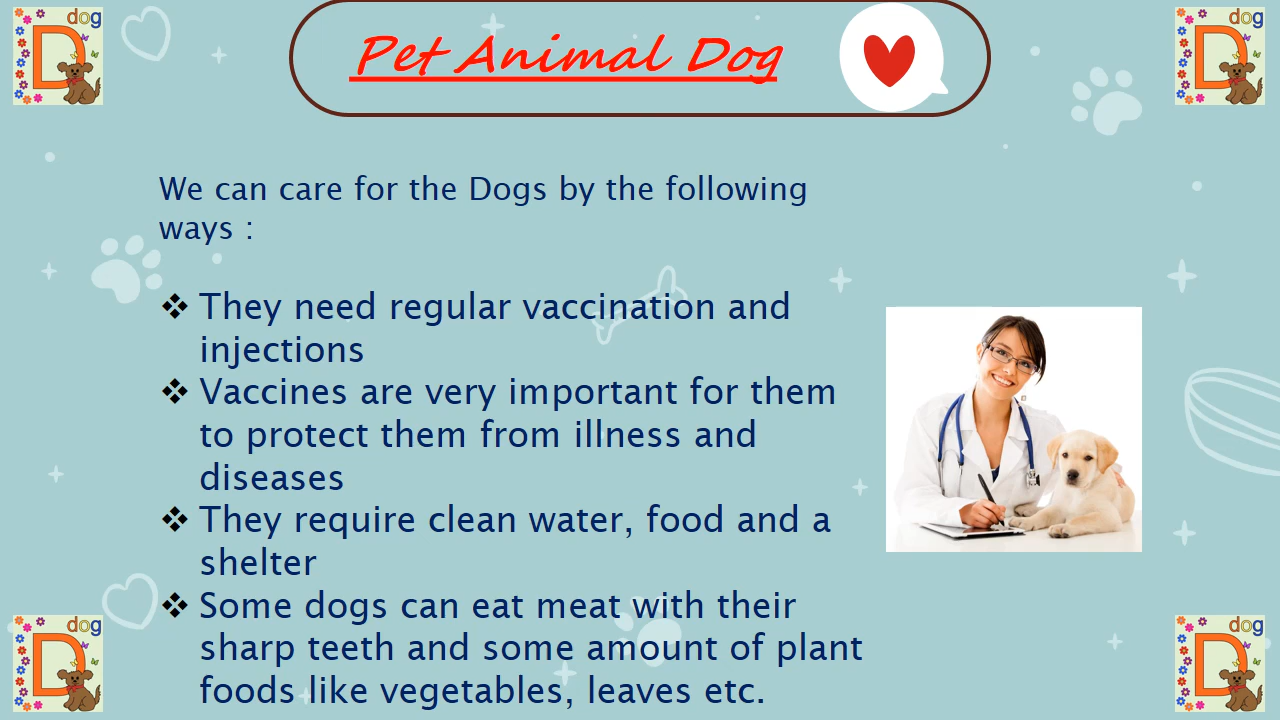 dog
D
Pet Animal Dog
dog
D
We can care for the Dogs by the following
ways :
❖ They need regular vaccination and
injections
❖ Vaccines are very important for them
to protect them from illness and
diseases
❖ They require clean water, food and a
shelter
❖ Some dogs can eat meat with their
sharp teeth and some amount of plant
foods like vegetables, leaves etc.
dog
D
dog
D